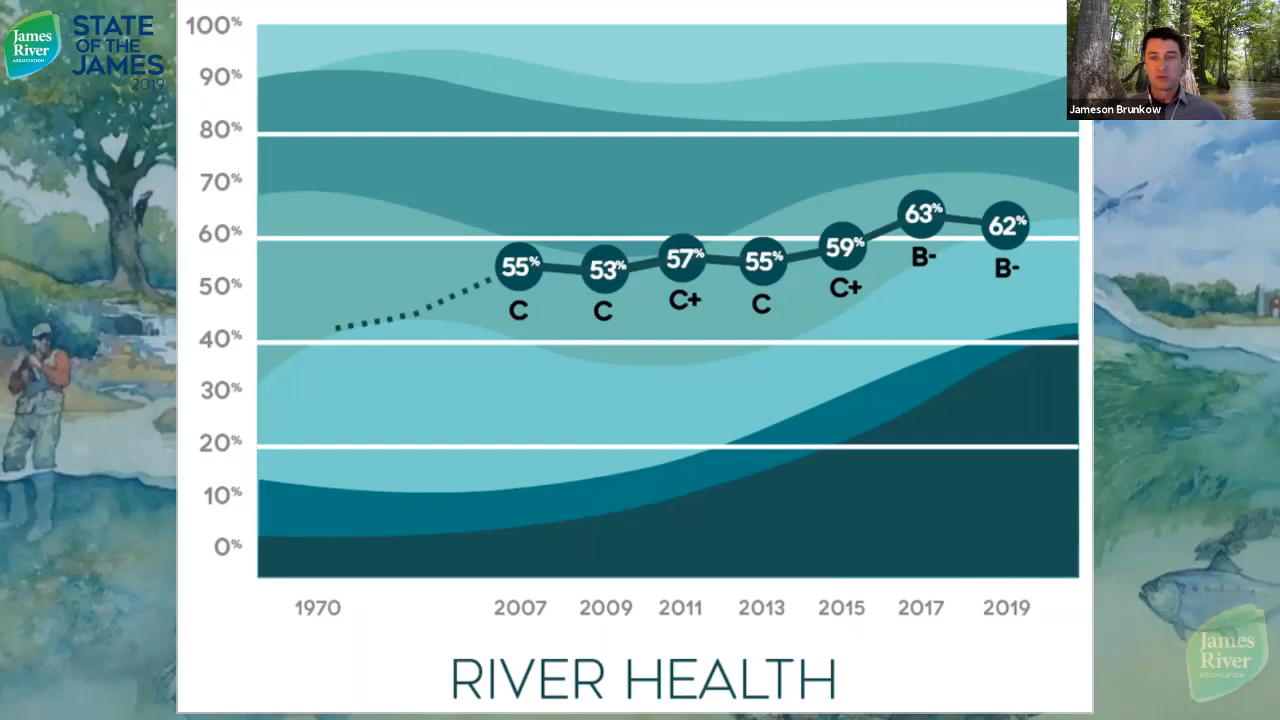 James
River
ASSOCIATION
STATE
OF THE
JAMES
2019
Jameson Brunkow
100%
90%
80%
70%
60%
50%
40%
30%
20%
10%
0%
55%
53%
57%
55%
59%
63%
62%
C
C
C+
C
C+
B-
B-
1970 2007 2009 2011 2013 2015 2017 2019
RIVER HEALTH
James
River
ASSOCIATION